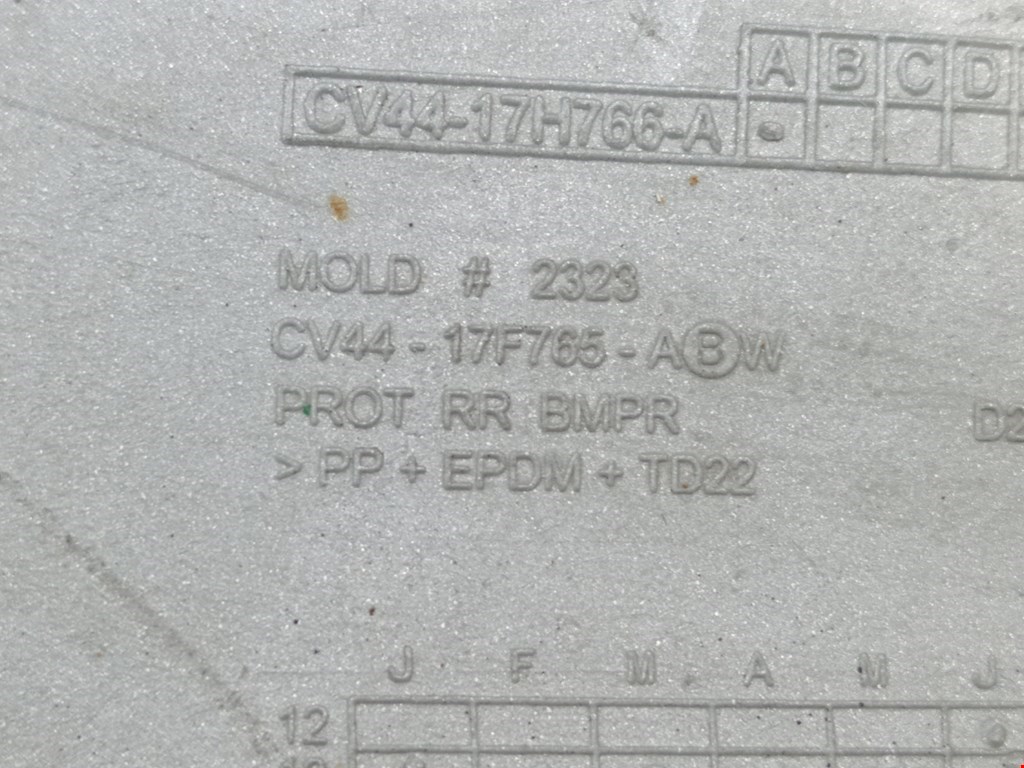 A B C D
CV44-17H766-A
MOLD # 2323
CV44 - 17F765 - ABW
PROT RR BMPR
D2
> PP + EPDM + TD22
J F M A M J
12